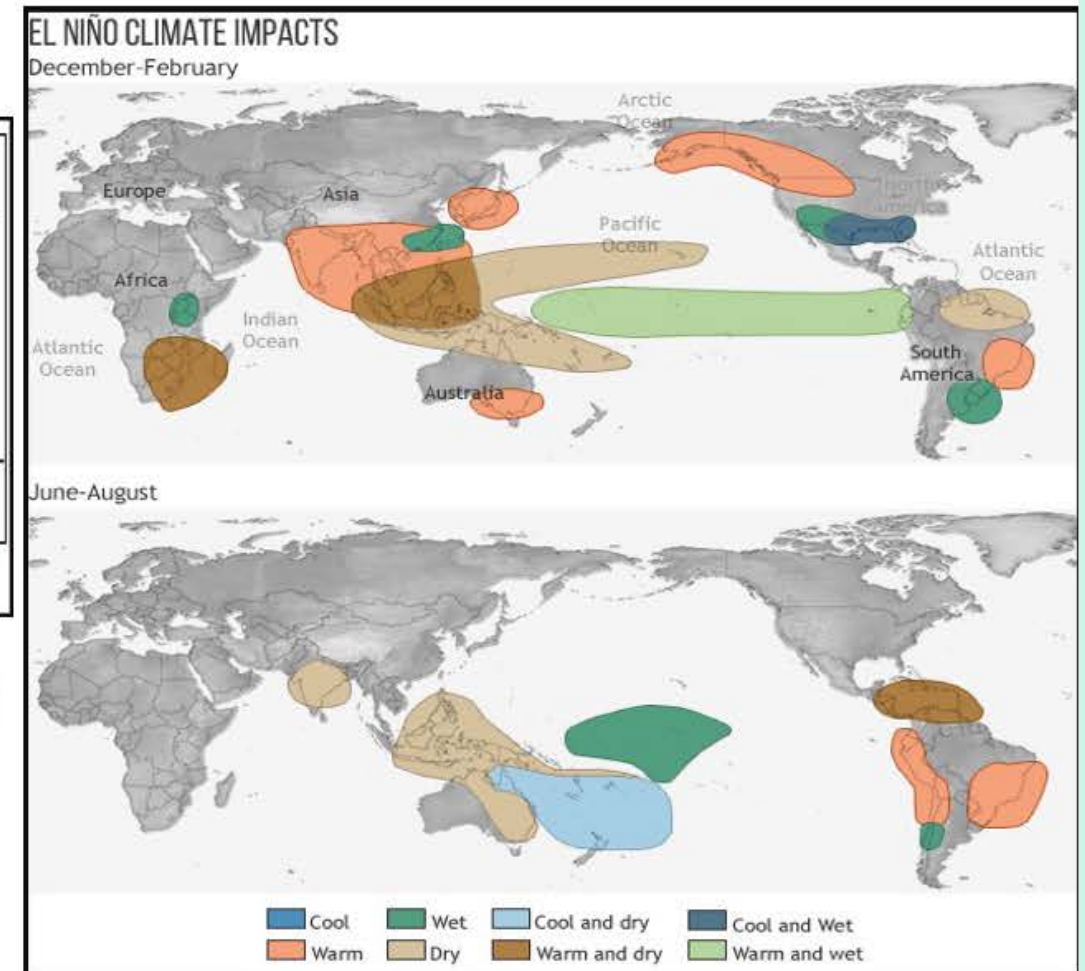 EL NIÑO CLIMATE IMPACTS
December-February
Arctic
Ocean
Europe
Asia
North
America
Pacific
Ocean
Atlantic
Ocean
Africa
Indian
Ocean
Atlantic
Ocean
South
America
Australia
June-August
Cool
Wet
Cool and dry
Cool and Wet
Warm
Dry
Warm and dry
Warm and wet